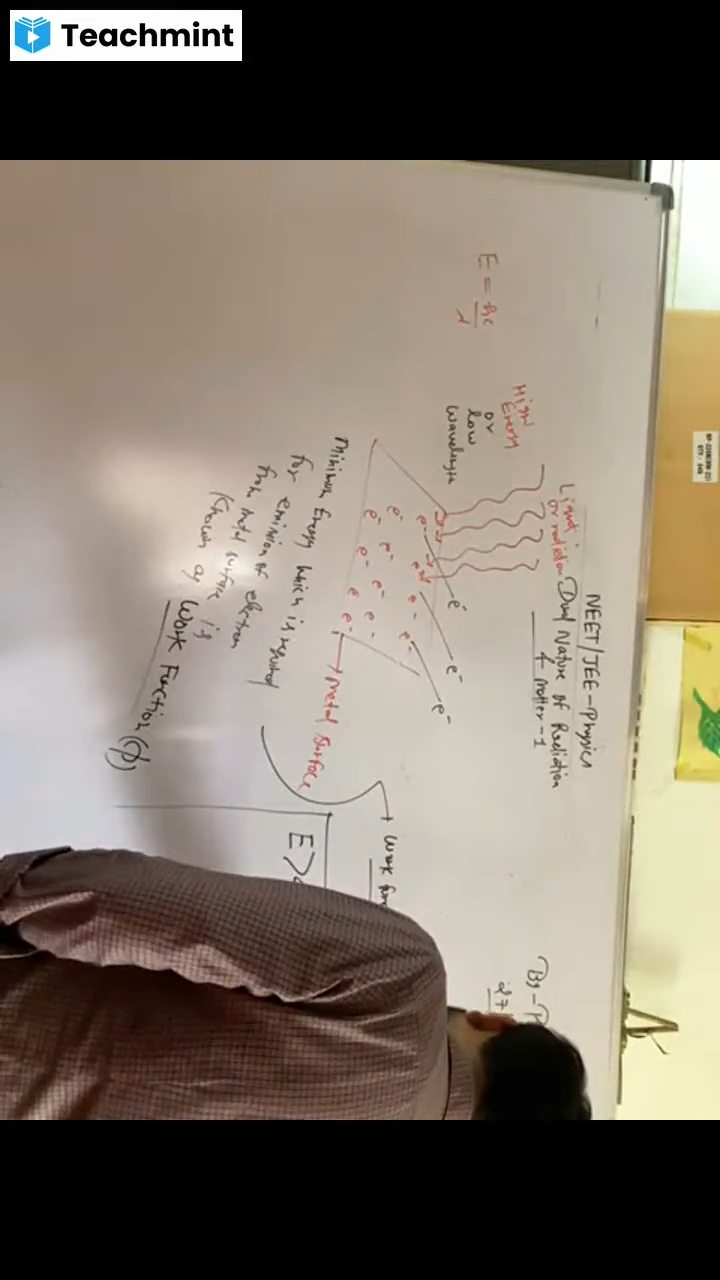 Teachmint
NEET/JEE-Physics
Dual Nature of Radiation
& Matter-1
By-
E = hc
λ
High
Energy
or
low
wavelength
Light
or radiation
e-
e-
e-
e- e- e- e-
e- e- e- e-
e- e- e-
metal surface
Minimum Energy which is required
for emission of electron
from metal surface is
known as Work Function (Φ)
Work
E >